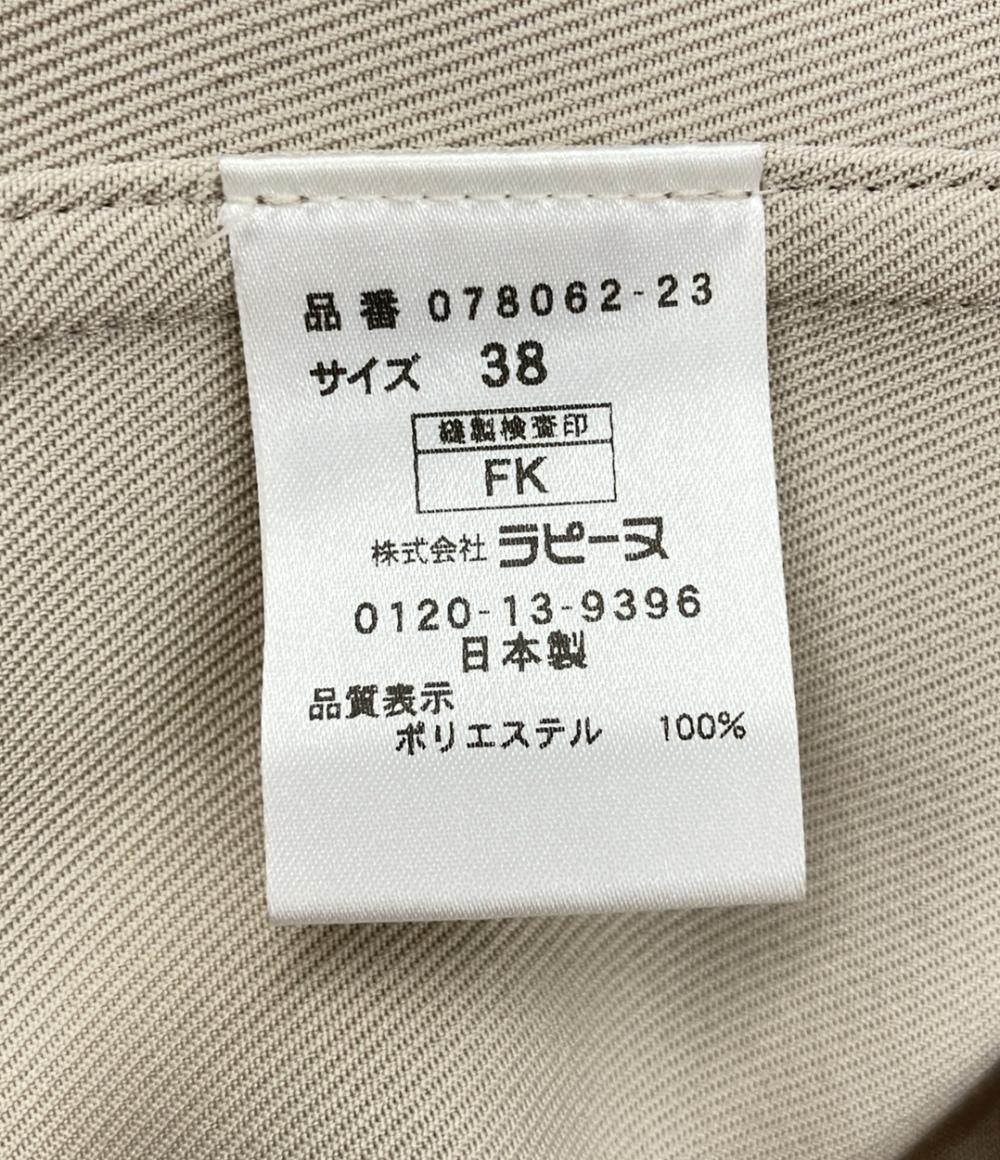 品番 078062-23
サイズ 38
縫製検査印
FK
株式会社 ラピーヌ
0120-13-9396
日本製
品質表示
ポリエステル 100%